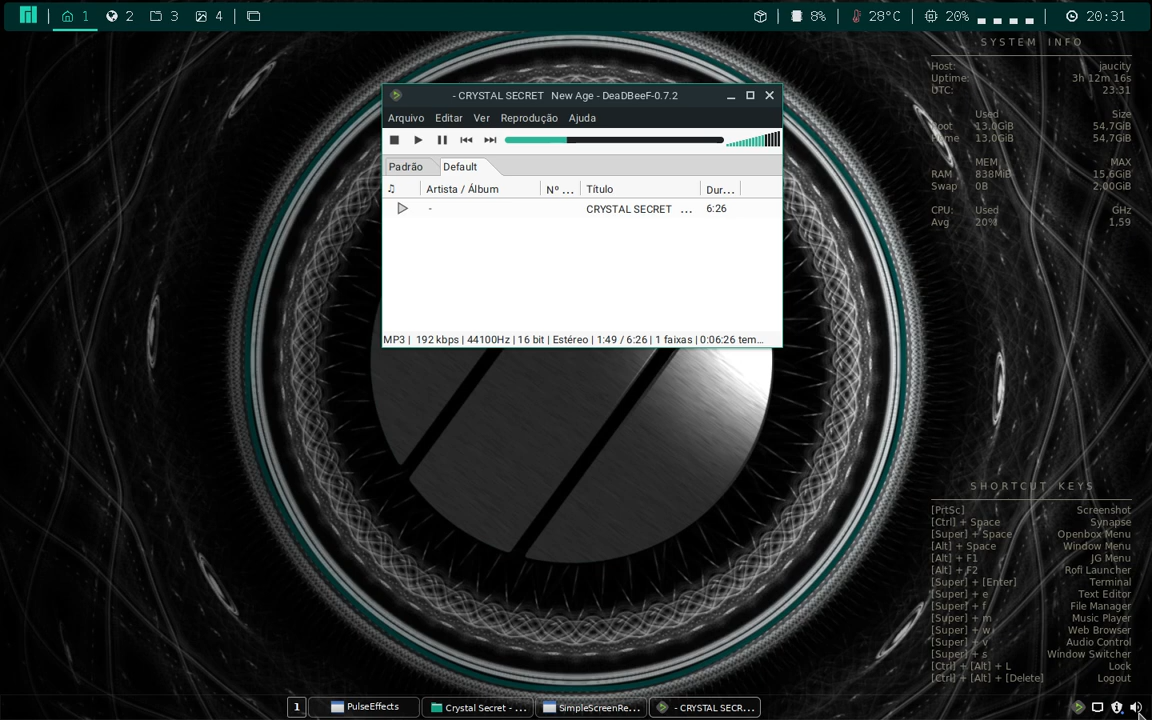 1 2 3 4 8% 28°C 20% 20:31
SYSTEM INFO
Host: jaucity
Uptime: 3h 12m 16s
UTC: 23:31
Used Size
Root 13,0GiB 54,7GiB
Home 13,0GiB 54,7GiB
MEM MAX
RAM 838MiB 15.6GiB
Swap 0B 2.00GiB
CPU: Used GHz
Avg 20% 1,59
- CRYSTAL SECRET New Age - DeaDBeeF-0.7.2
Arquivo Editar Ver Reprodução Ajuda
Padrão Default
♫ Artista / Álbum Nº ... Título Dur...
- CRYSTAL SECRET ... 6:26
MP3 | 192 kbps | 44100Hz | 16 bit | Estéreo | 1:49 / 6:26 | 1 faixas | 0:06:26 tem...
SHORTCUT KEYS
[PrtSc] Screenshot
[Ctrl] + Space Synapse
[Super] + Space Openbox Menu
[Alt] + Space Window Menu
[Alt] + F1 JG Menu
[Alt] + F2 Rofi Launcher
[Super] + [Enter] Terminal
[Super] + e Text Editor
[Super] + f File Manager
[Super] + m Music Player
[Super] + w Web Browser
[Super] + v Audio Control
[Super] + s Window Switcher
[Ctrl] + [Alt] + L Lock
[Ctrl] + [Alt] + [Delete] Logout
1 PulseEffects Crystal Secret - ... SimpleScreenRe... - CRYSTAL SECR...